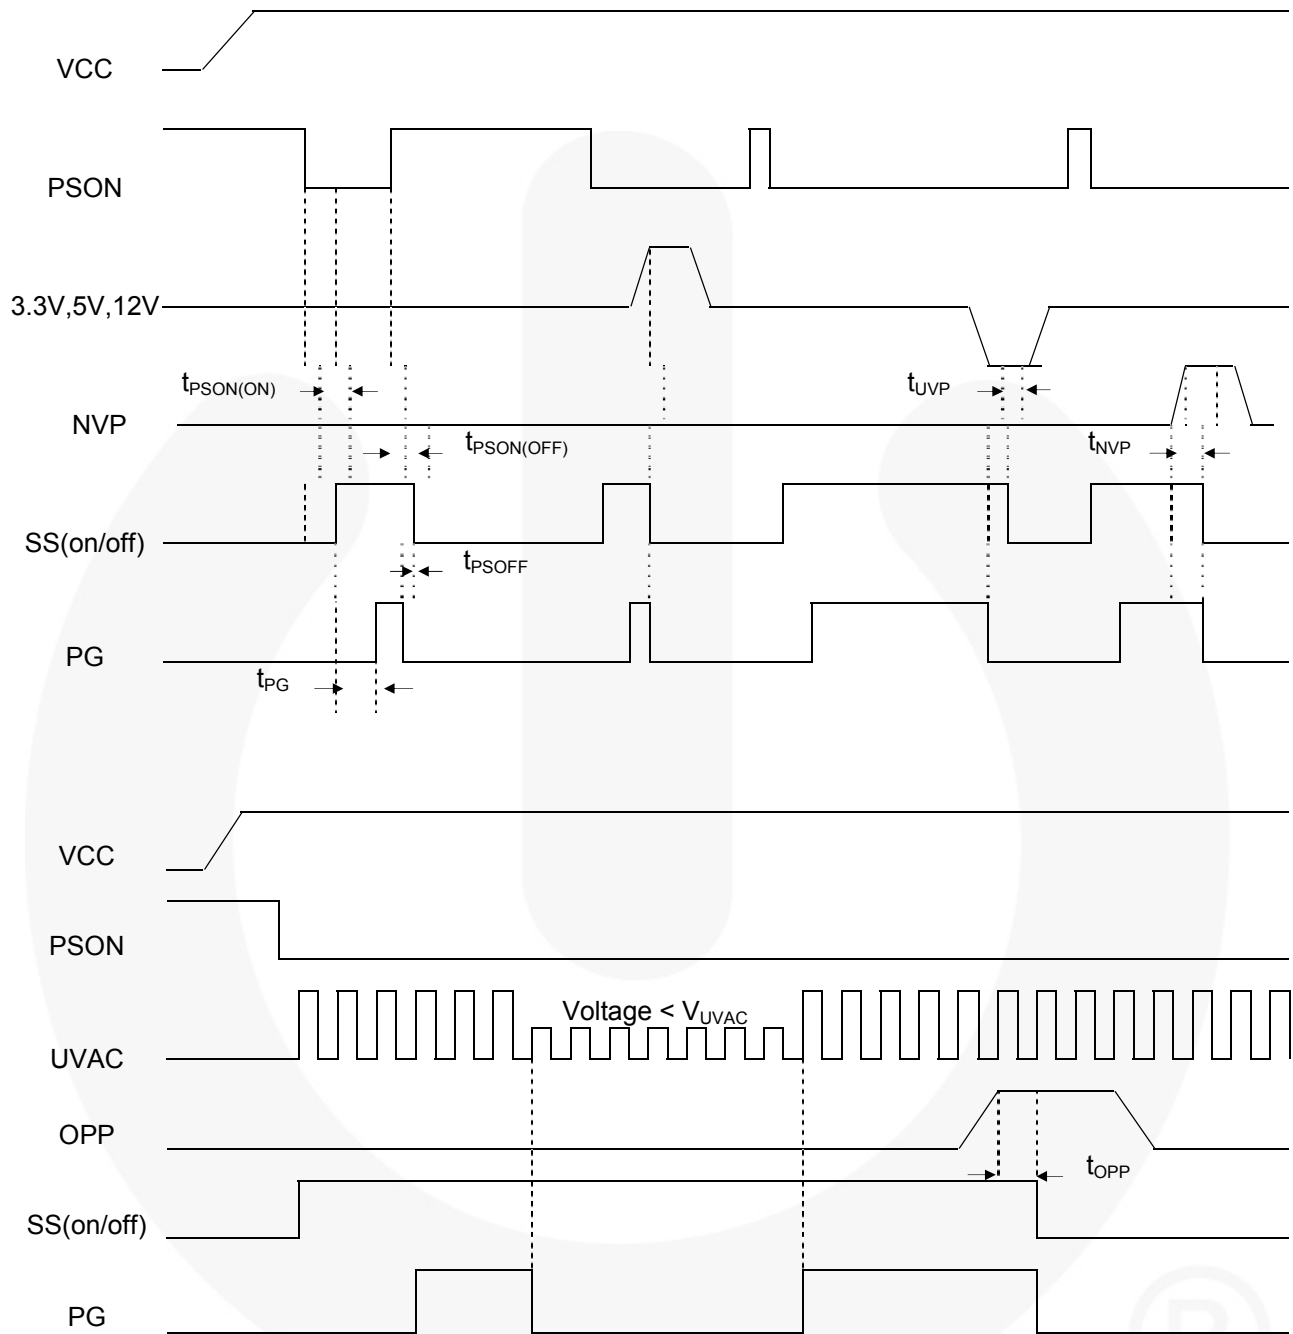 VCC
PSON
3.3V,5V,12V
tPSON(ON)
tUVP
NVP
tPSON(OFF)
tNVP
SS(on/off)
tPSOFF
PG
tPG
VCC
PSON
Voltage < VUVAC
UVAC
OPP
tOPP
SS(on/off)
PG
®